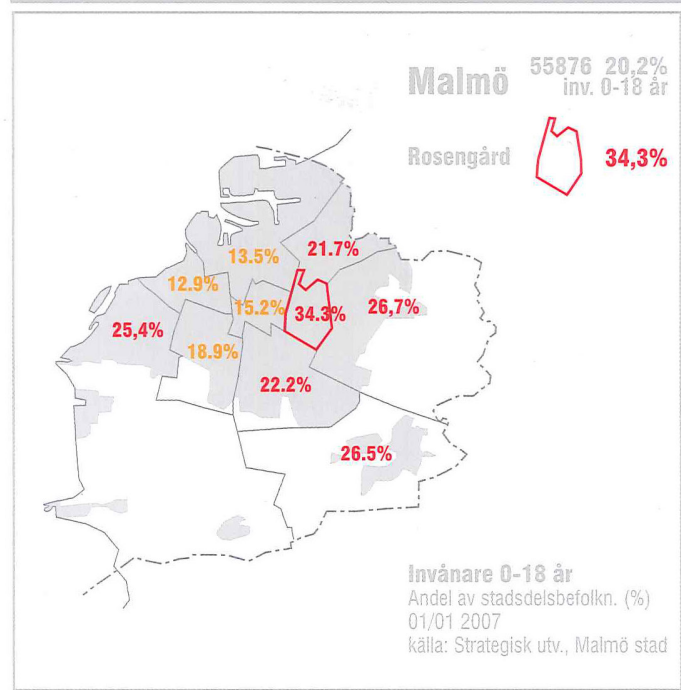 Malmö 55876 20,2%
inv. 0-18 år
Rosengård 34,3%
13.5%
21.7%
12.9%
15.2%
34.3%
26,7%
25,4%
18.9%
22.2%
26.5%
Invånare 0-18 år
Andel av stadsdelsbefolkn. (%)
01/01 2007
källa: Strategisk utv., Malmö stad